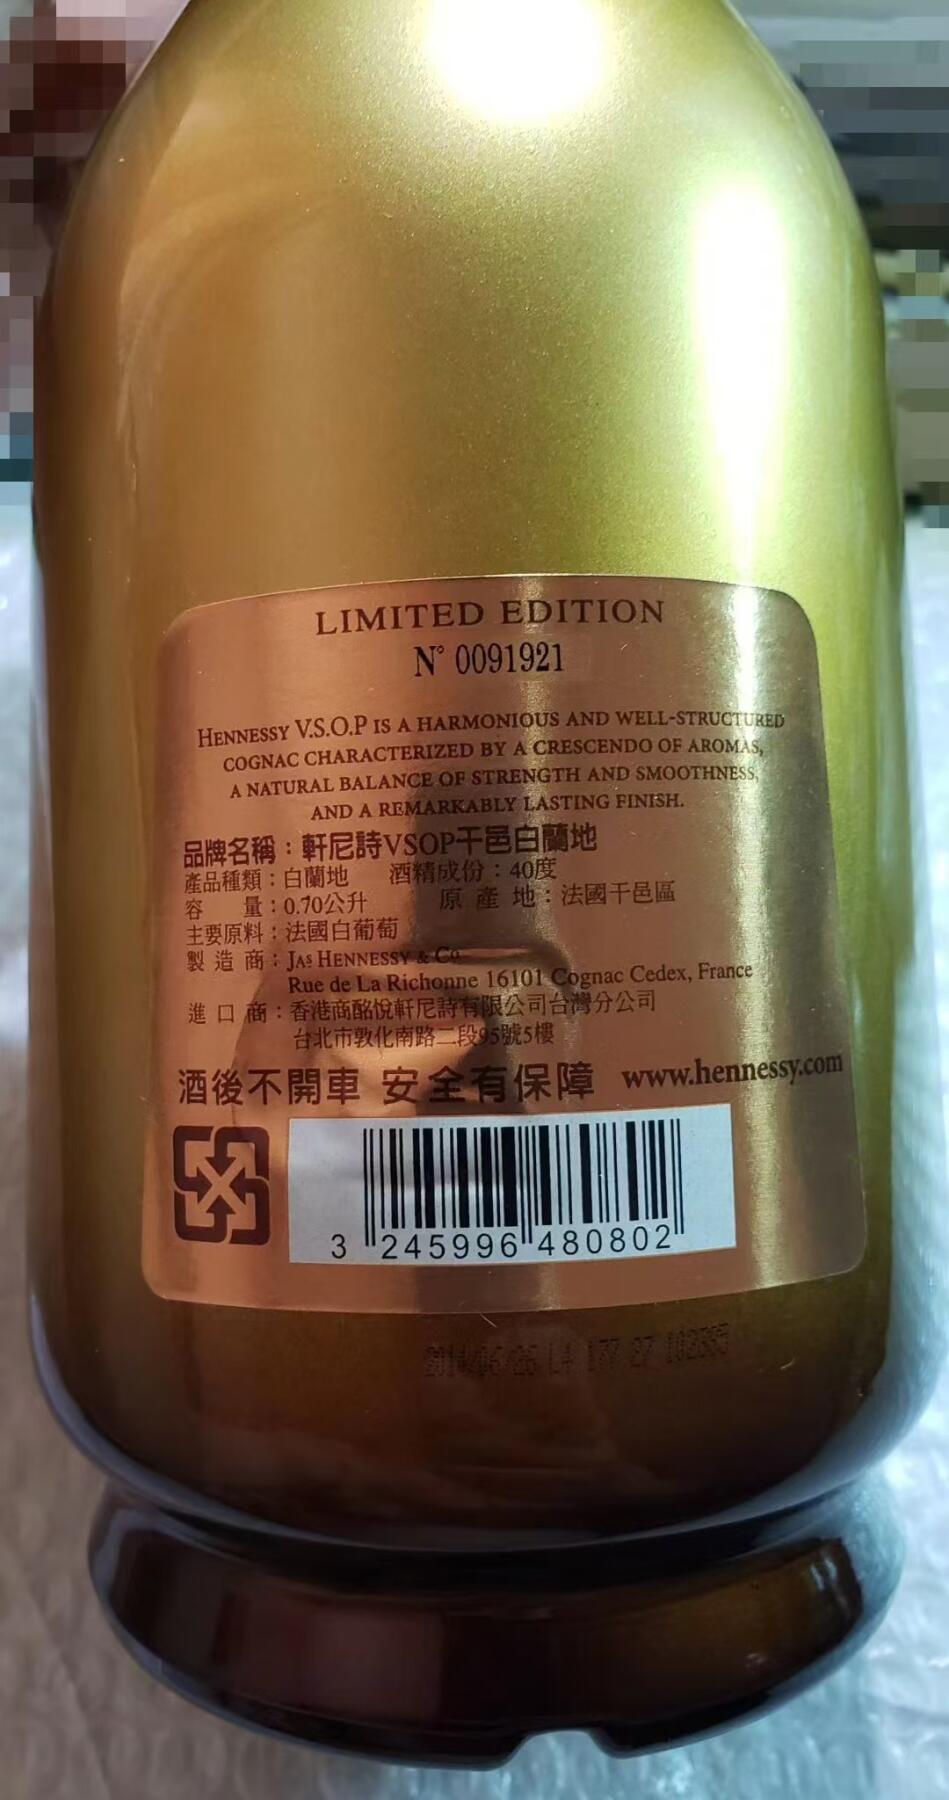 LIMITED EDITION
N° 0091921
HENNESSY V.S.O.P IS A HARMONIOUS AND WELL-STRUCTURED
COGNAC CHARACTERIZED BY A CRESCENDO OF AROMAS,
A NATURAL BALANCE OF STRENGTH AND SMOOTHNESS,
AND A REMARKABLY LASTING FINISH.
品牌名稱：軒尼詩VSOP干邑白蘭地
產品種類：白蘭地 酒精成份：40度
容 量：0.70公升 原 產 地：法國干邑區
主要原料：法國白葡萄
製 造 商：JAS HENNESSY & CO
Rue de La Richonne 16101 Cognac Cedex, France
進 口 商：香港商酩悅軒尼詩有限公司台灣分公司
台北市敦化南路二段95號5樓
酒後不開車 安全有保障 www.hennessy.com
3 245996 480802
2014/06/26 L4 177 27